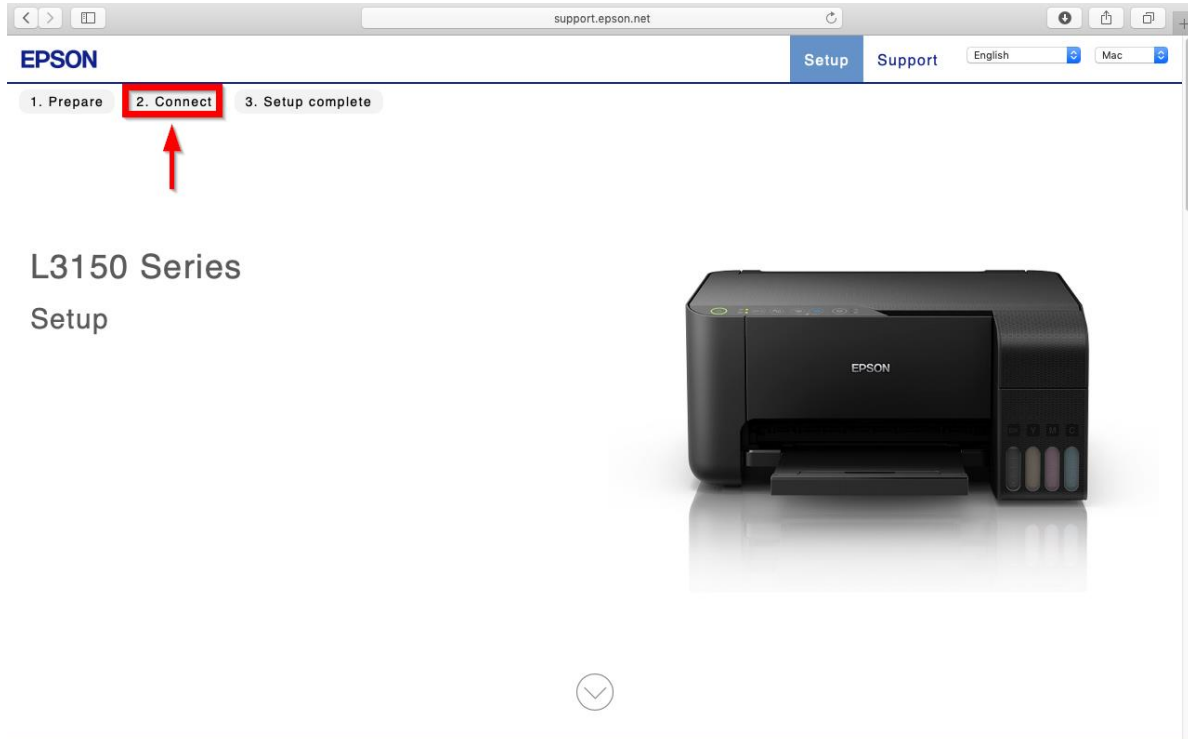 support.epson.net
EPSON
Setup
Support
English
Mac
1. Prepare
2. Connect
3. Setup complete
L3150 Series
Setup
EPSON
Y M C